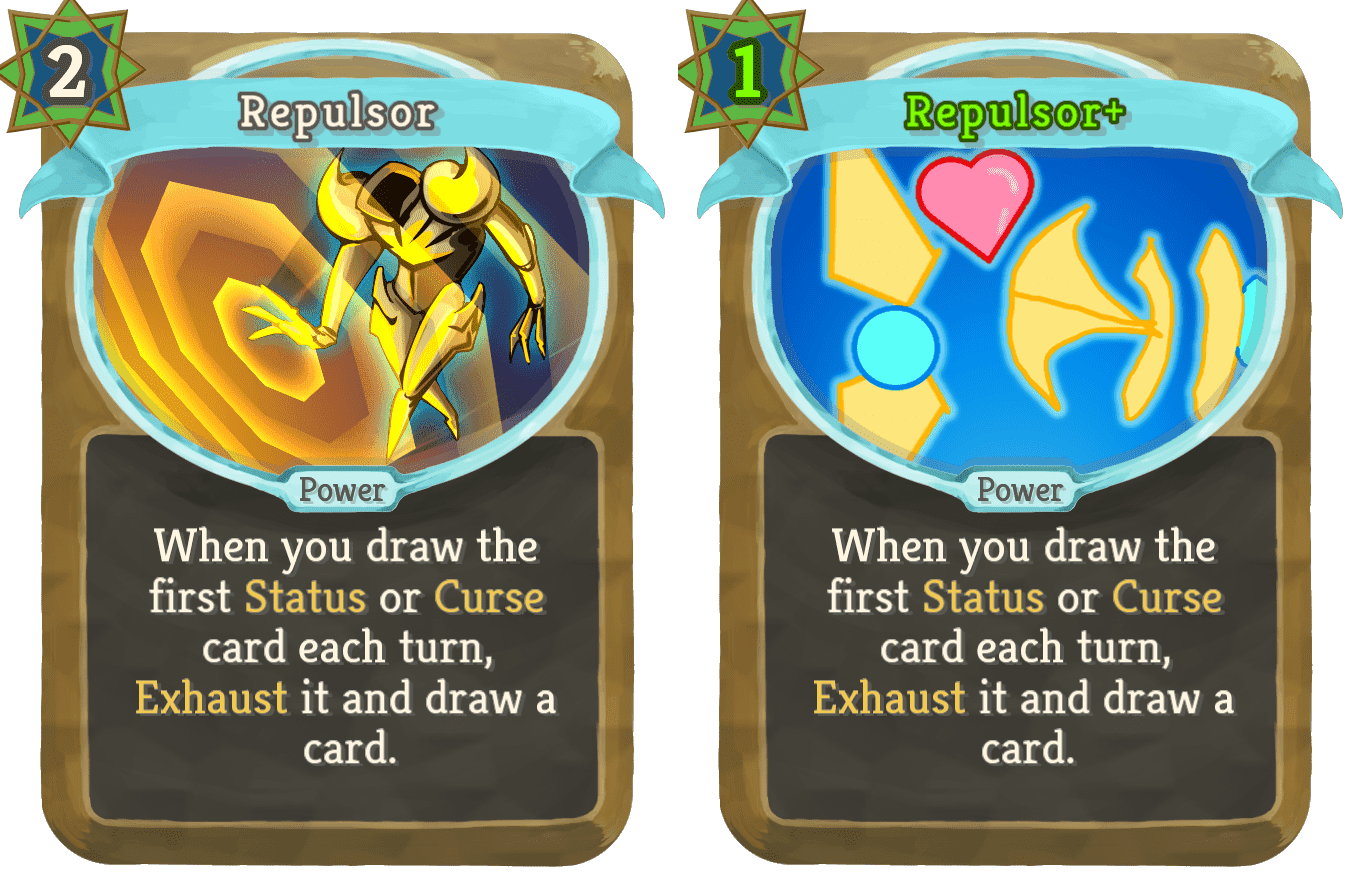 2
Repulsor
Power
When you draw the
first Status or Curse
card each turn,
Exhaust it and draw a
card.
1
Repulsor+
Power
When you draw the
first Status or Curse
card each turn,
Exhaust it and draw a
card.